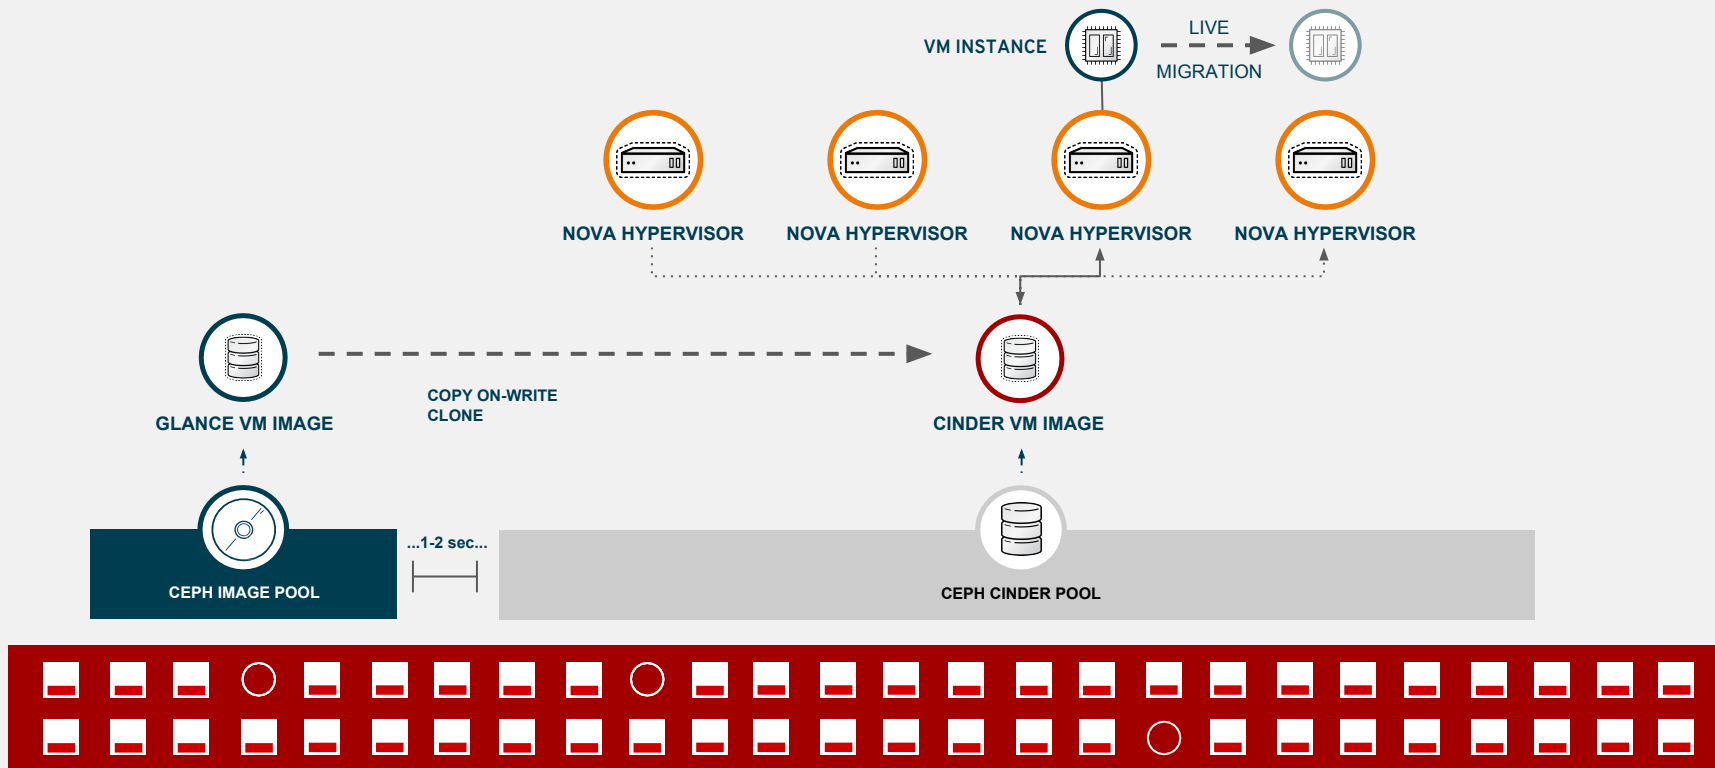 VM INSTANCE
LIVE
MIGRATION
NOVA HYPERVISOR
NOVA HYPERVISOR
NOVA HYPERVISOR
NOVA HYPERVISOR
COPY ON-WRITE
CLONE
GLANCE VM IMAGE
CINDER VM IMAGE
...1-2 sec...
CEPH IMAGE POOL
CEPH CINDER POOL